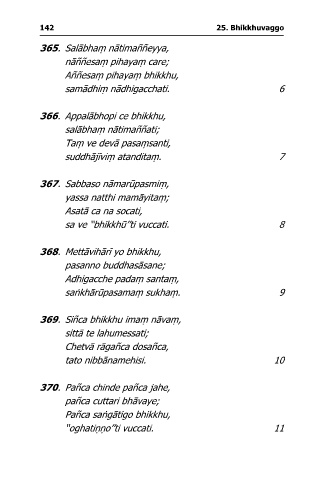 142 25. Bhikkhuvaggo
365. Salābhaṃ nātimaññeyya,
nāññesaṃ pihayaṃ care;
Aññesaṃ pihayaṃ bhikkhu,
samādhiṃ nādhigacchati. 6
366. Appalābhopi ce bhikkhu,
salābhaṃ nātimaññati;
Taṃ ve devā pasaṃsanti,
suddhājīviṃ atanditaṃ. 7
367. Sabbaso nāmarūpasmiṃ,
yassa natthi mamāyitaṃ;
Asatā ca na socati,
sa ve “bhikkhū”ti vuccati. 8
368. Mettāvihārī yo bhikkhu,
pasanno buddhasāsane;
Adhigacche padaṃ santaṃ,
saṅkhārūpasamaṃ sukhaṃ. 9
369. Siñca bhikkhu imaṃ nāvaṃ,
sittā te lahumessati;
Chetvā rāgañca dosañca,
tato nibbānamehisi. 10
370. Pañca chinde pañca jahe,
pañca cuttari bhāvaye;
Pañca saṅgātigo bhikkhu,
“oghatiṇṇo”ti vuccati. 11